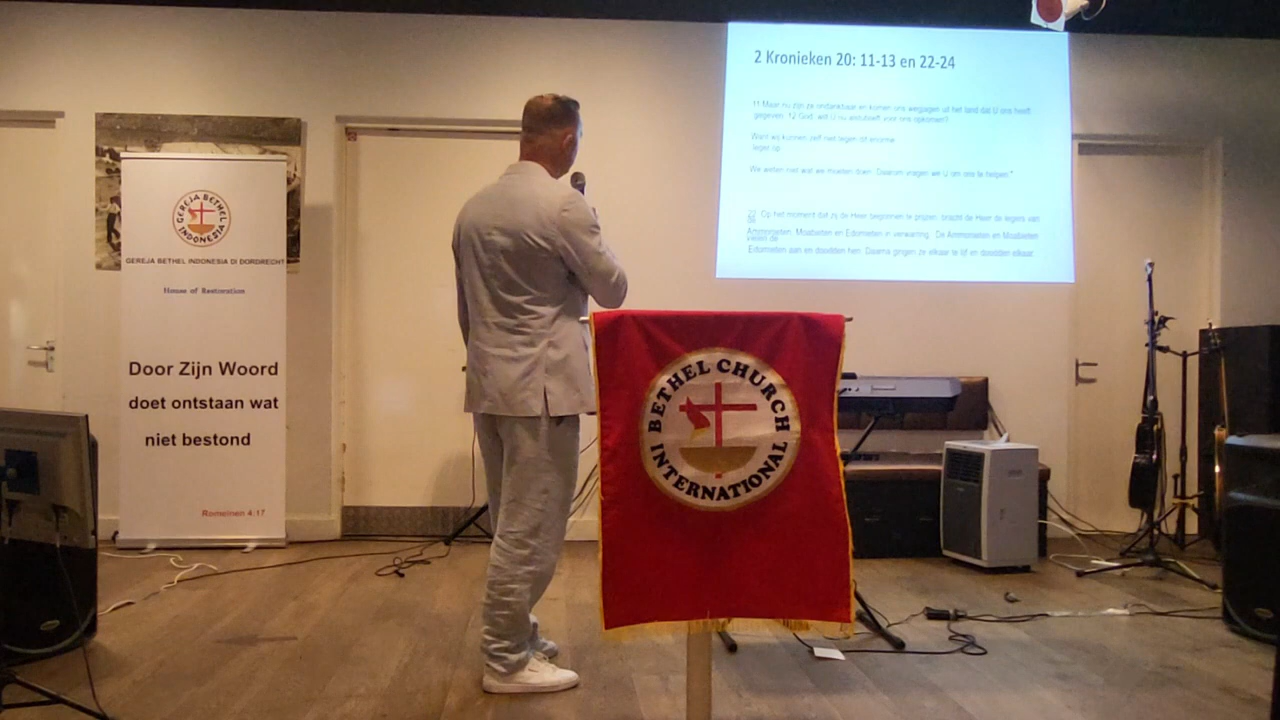 GEREJA BETHEL
INDONESIA
GEREJA BETHEL INDONESIA DI DORDRECHT
House of Restoration
Door Zijn Woord
doet ontstaan wat
niet bestond
Romeinen 4:17
BETHEL CHURCH
INTERNATIONAL
2 Kronieken 20: 11-13 en 22-24
11 Maar nu zijn ze ondankbaar en komen ons wegjagen uit het land dat U ons heeft
gegeven. 12 God, wilt U nu alstublieft voor ons opkomen?
Want wij kunnen zelf niet tegen dit enorme
leger op.
We weten niet wat we moeten doen. Daarom vragen we U om ons te helpen."
22 Op het moment dat zij de Heer begonnen te prijzen, bracht de Heer de legers van
de
Ammonieten, Moabieten en Edomieten in verwarring. De Ammonieten en Moabieten
vielen de
Edomieten aan en doodden hen. Daarna gingen ze elkaar te lijf en doodden elkaar.